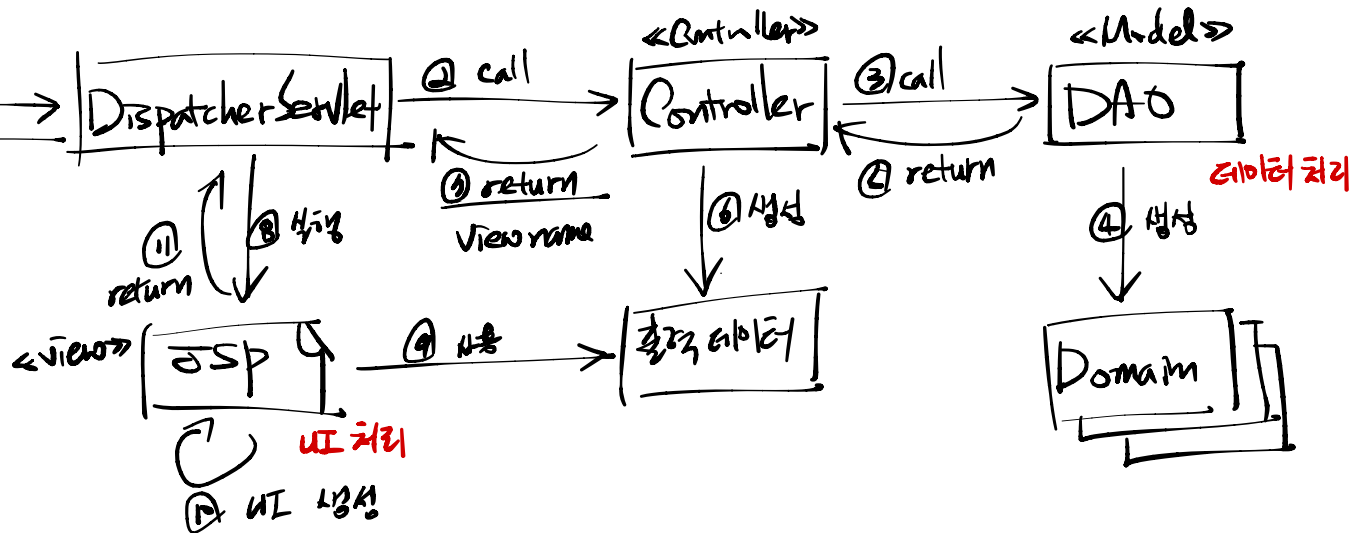 «Controller»
«Model»
DispatcherServlet
② call
Controller
③ call
DAO
⑦ return
view name
⑤ return
데이터 처리
⑪
return
⑧ 실행
⑥ 생성
④ 생성
«view»
JSP
⑨ 사용
출력 데이터
Domain
UI 처리
⑩ UI 생성